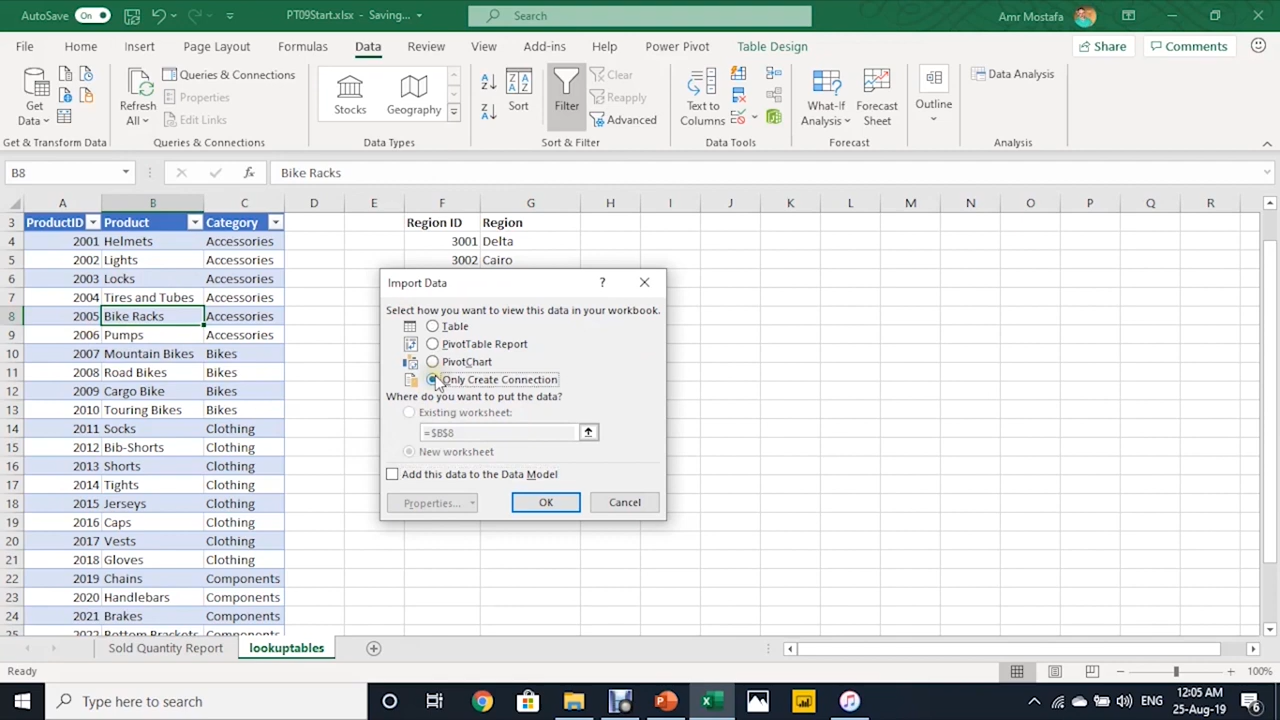 AutoSave On PT09Start.xlsx - Saving... Search Amr Mostafa
File Home Insert Page Layout Formulas Data Review View Add-ins Help Power Pivot Table Design Share Comments
Get Data
Refresh All
Queries & Connections
Properties
Edit Links
Stocks Geography
Sort
Filter
Clear
Reapply
Advanced
Text to Columns
What-If Analysis
Forecast Sheet
Outline
Data Analysis
Get & Transform Data Queries & Connections Data Types Sort & Filter Data Tools Forecast Analysis
B8 fx Bike Racks
A B C D E F G H I J K L M N O P Q R
3 ProductID Product Category Region ID Region
4 2001 Helmets Accessories 3001 Delta
5 2002 Lights Accessories 3002 Cairo
6 2003 Locks Accessories
7 2004 Tires and Tubes Accessories
8 2005 Bike Racks Accessories
9 2006 Pumps Accessories
10 2007 Mountain Bikes Bikes
11 2008 Road Bikes Bikes
12 2009 Cargo Bike Bikes
13 2010 Touring Bikes Bikes
14 2011 Socks Clothing
15 2012 Bib-Shorts Clothing
16 2013 Shorts Clothing
17 2014 Tights Clothing
18 2015 Jerseys Clothing
19 2016 Caps Clothing
20 2017 Vests Clothing
21 2018 Gloves Clothing
22 2019 Chains Components
23 2020 Handlebars Components
24 2021 Brakes Components
25 2022 Bottom Brackets Components
Import Data ?
Select how you want to view this data in your workbook.
Table
PivotTable Report
PivotChart
Only Create Connection
Where do you want to put the data?
Existing worksheet:
=$B$8
New worksheet
Add this data to the Data Model
Properties... OK Cancel
Sold Quantity Report lookuptables
Ready 100%
Type here to search ENG 12:05 AM
25-Aug-19 6